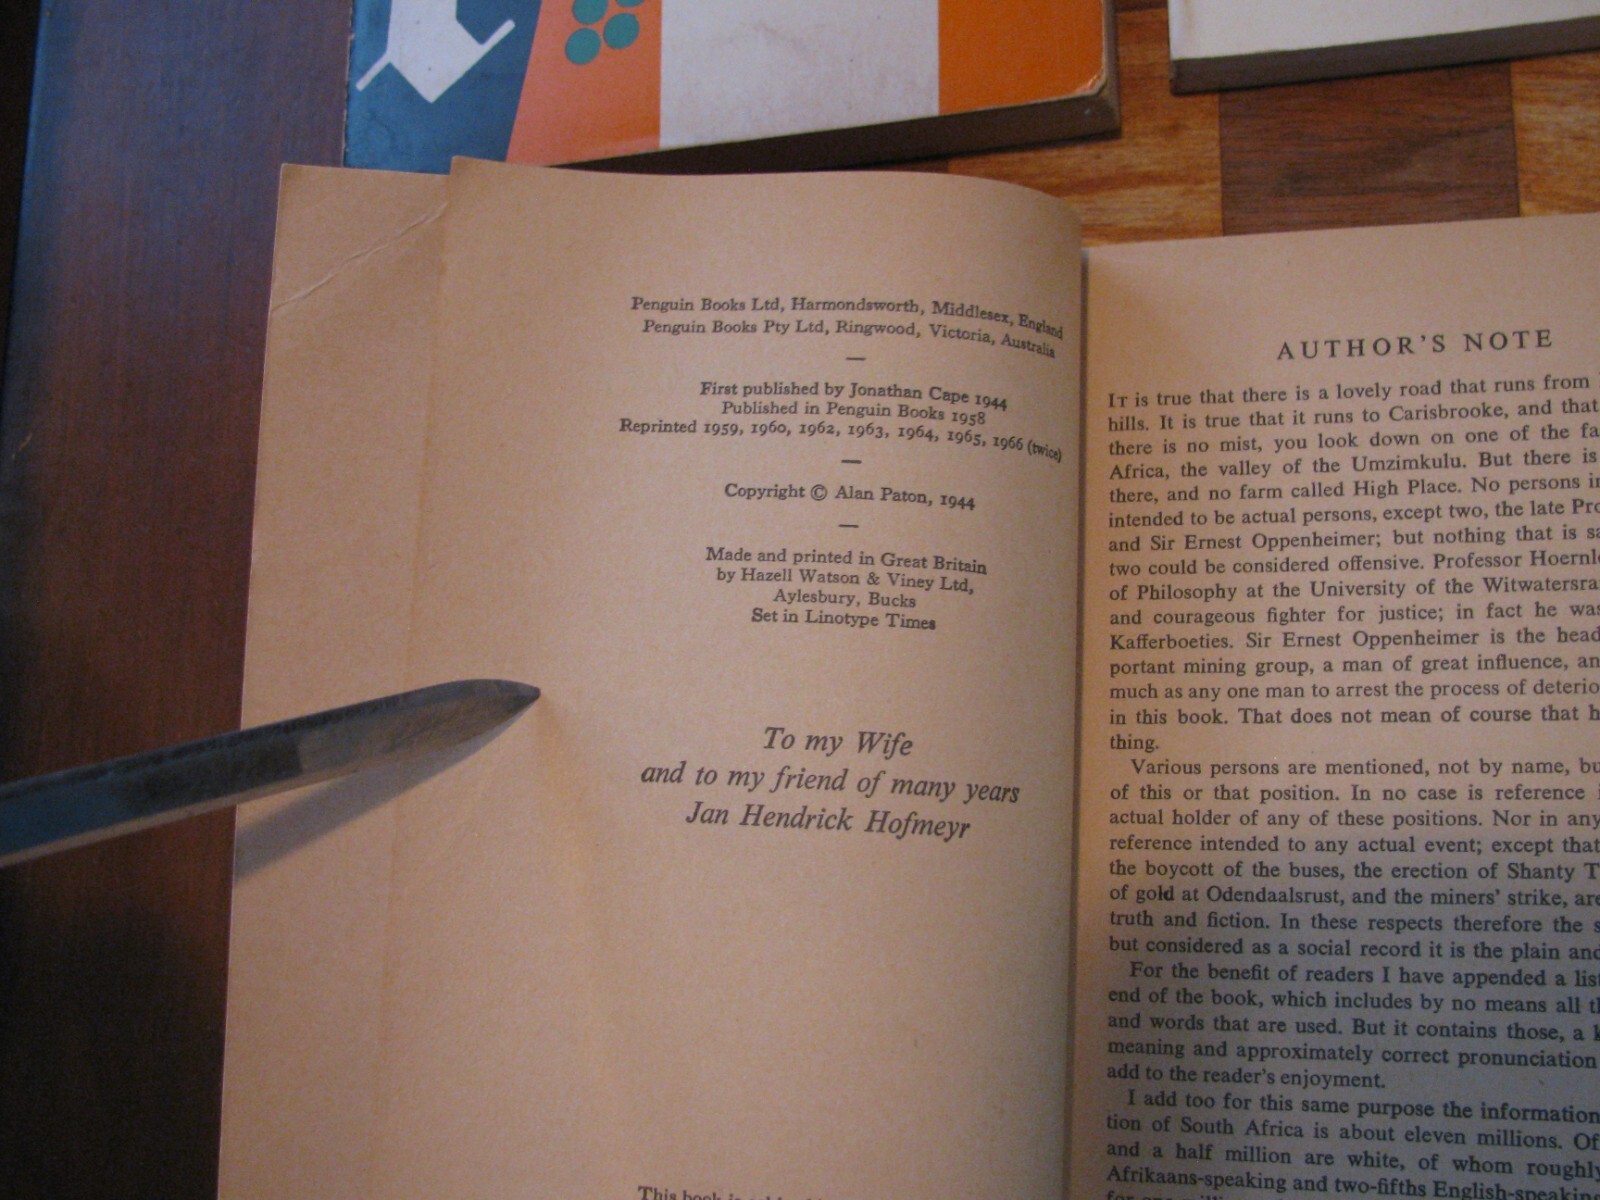 Penguin Books Ltd, Harmondsworth, Middlesex, England
Penguin Books Pty Ltd, Ringwood, Victoria, Australia
First published by Jonathan Cape 1944
Published in Penguin Books 1958
Reprinted 1959, 1960, 1962, 1963, 1964, 1965, 1966 (twice)
Copyright © Alan Paton, 1944
Made and printed in Great Britain
by Hazell Watson & Viney Ltd,
Aylesbury, Bucks
Set in Linotype Times
To my Wife
and to my friend of many years
Jan Hendrick Hofmeyr
This book is
AUTHOR'S NOTE
IT is true that there is a lovely road that runs from
hills. It is true that it runs to Carisbrooke, and that
there is no mist, you look down on one of the fa
Africa, the valley of the Umzimkulu. But there is
there, and no farm called High Place. No persons in
intended to be actual persons, except two, the late Pro
and Sir Ernest Oppenheimer; but nothing that is sa
two could be considered offensive. Professor Hoernl
of Philosophy at the University of the Witwatersra
and courageous fighter for justice; in fact he was
Kafferboeties. Sir Ernest Oppenheimer is the head
portant mining group, a man of great influence, an
much as any one man to arrest the process of deterio
in this book. That does not mean of course that h
thing.
Various persons are mentioned, not by name, bu
of this or that position. In no case is reference
actual holder of any of these positions. Nor in any
reference intended to any actual event; except that
the boycott of the buses, the erection of Shanty T
of gold at Odendaalsrust, and the miners' strike, are
truth and fiction. In these respects therefore the s
but considered as a social record it is the plain and
For the benefit of readers I have appended a list
end of the book, which includes by no means all t
and words that are used. But it contains those, a k
meaning and approximately correct pronunciation
add to the reader's enjoyment.
I add too for this same purpose the information
tion of South Africa is about eleven millions. Of
and a half million are white, of whom roughly
Afrikaans-speaking and two-fifths English-speaking